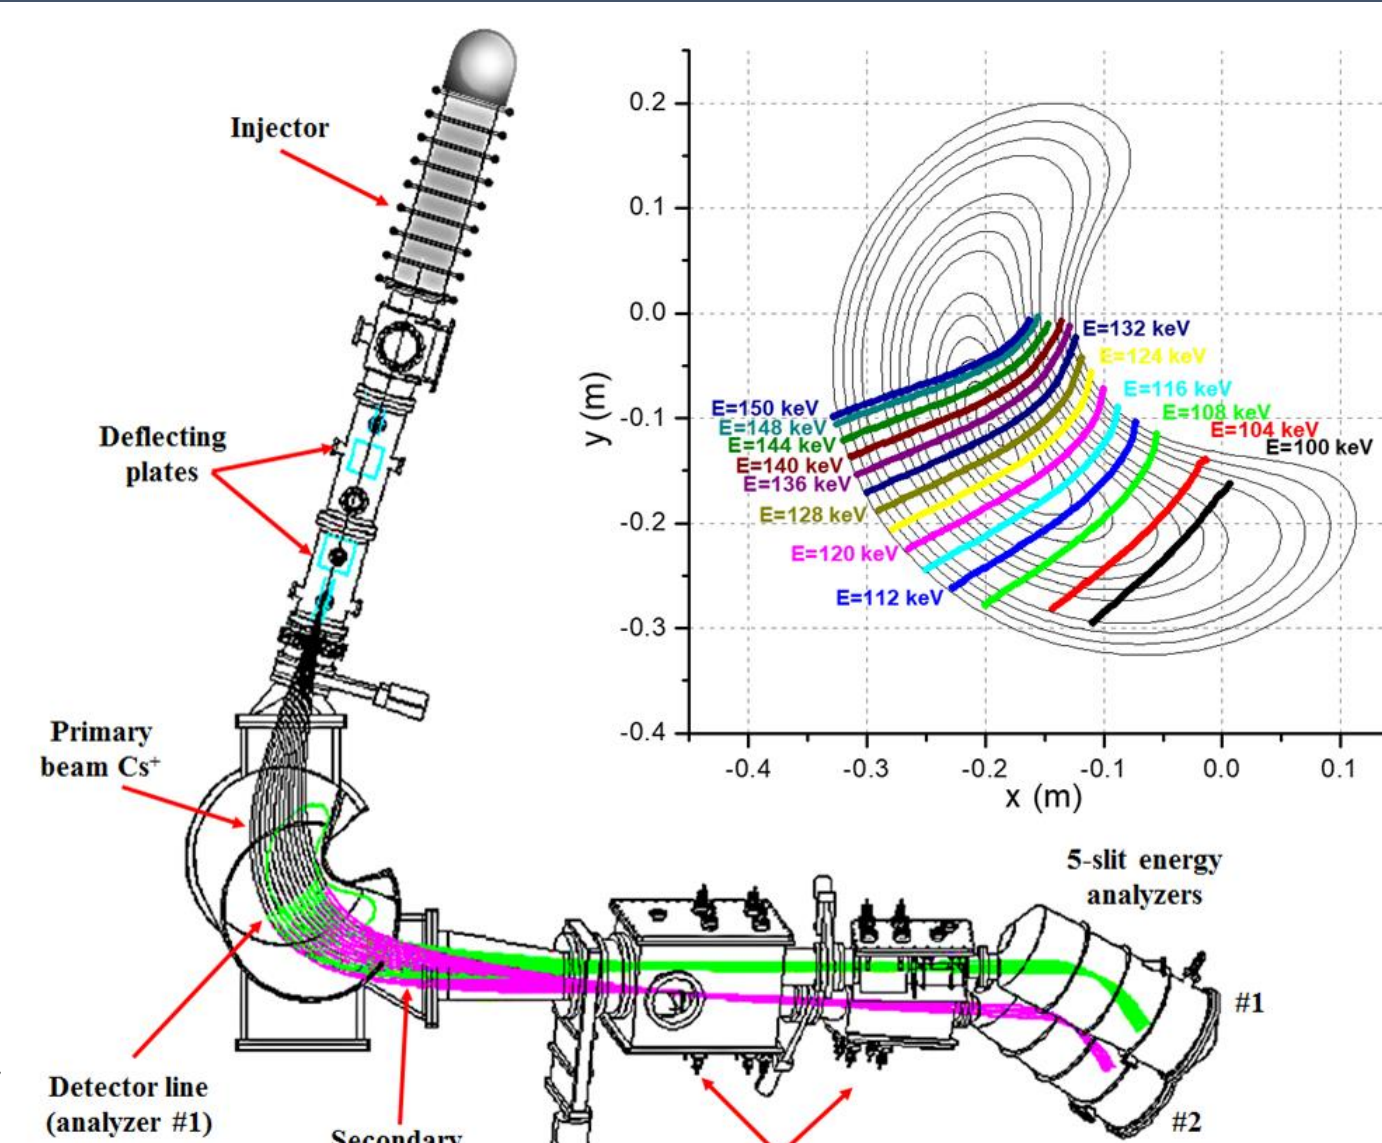 Injector
Deflecting
plates
Primary
beam Cs⁺
Detector line
(analyzer #1)
Secondary
5-slit energy
analyzers
#1
#2
0.2
0.1
0.0
-0.1
-0.2
-0.3
-0.4
y (m)
-0.4
-0.3
-0.2
-0.1
0.0
0.1
x (m)
E=132 keV
E=124 keV
E=116 keV
E=108 keV
E=104 keV
E=100 keV
E=150 keV
E=148 keV
E=144 keV
E=140 keV
E=136 keV
E=128 keV
E=120 keV
E=112 keV